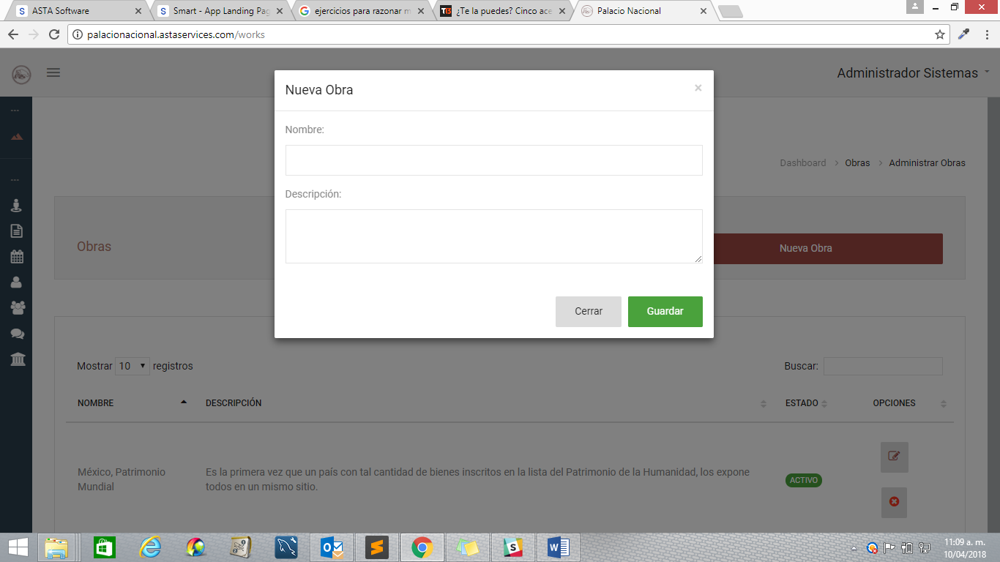 ASTA Software
Smart - App Landing Pag
ejercicios para razonar m
¿Te la puedes? Cinco ace
Palacio Nacional
palacionacional.astaservices.com/works
Administrador Sistemas
Nueva Obra
×
Nombre:
Descripción:
Cerrar
Guardar
---
---
Dashboard > Obras > Administrar Obras
Obras
Nueva Obra
Mostrar 10 registros
Buscar:
NOMBRE
DESCRIPCIÓN
ESTADO
OPCIONES
México, Patrimonio
Mundial
Es la primera vez que un país con tal cantidad de bienes inscritos en la lista del Patrimonio de la Humanidad, los expone
todos en un mismo sitio.
ACTIVO
11:09 a. m.
10/04/2018